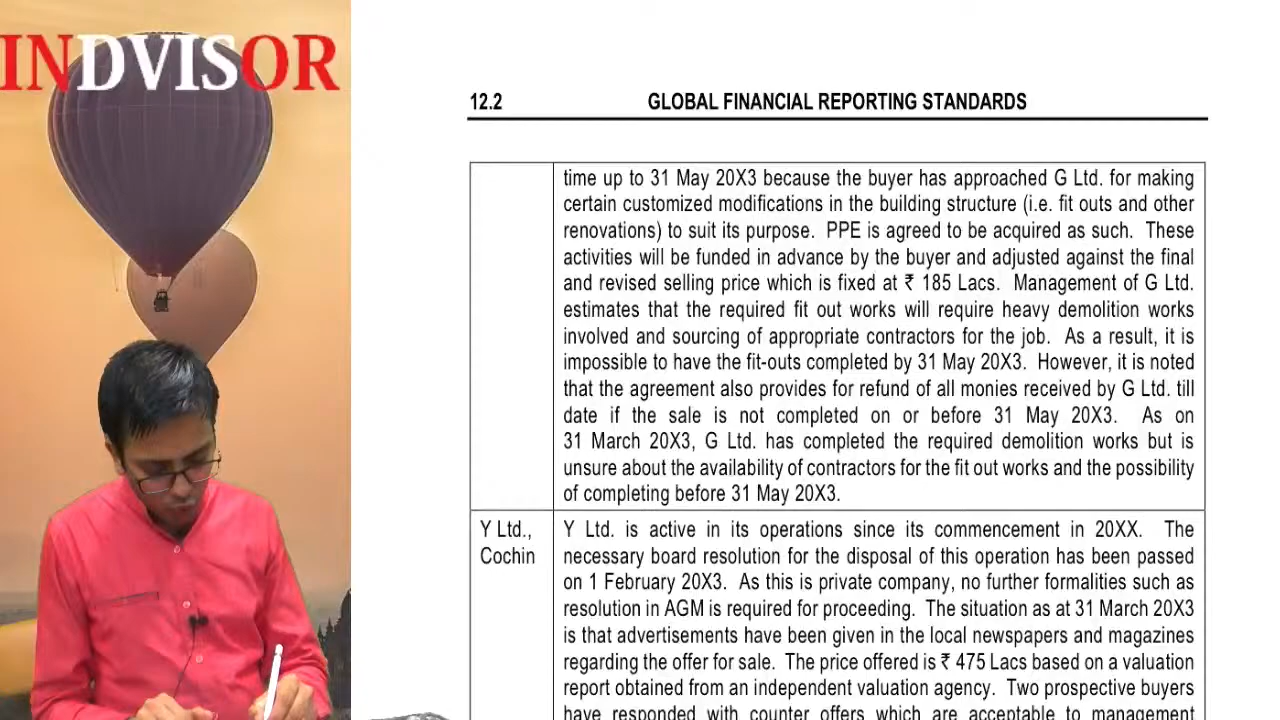 INDVISOR
12.2 GLOBAL FINANCIAL REPORTING STANDARDS
time up to 31 May 20X3 because the buyer has approached G Ltd. for making
certain customized modifications in the building structure (i.e. fit outs and other
renovations) to suit its purpose. PPE is agreed to be acquired as such. These
activities will be funded in advance by the buyer and adjusted against the final
and revised selling price which is fixed at ₹ 185 Lacs. Management of G Ltd.
estimates that the required fit out works will require heavy demolition works
involved and sourcing of appropriate contractors for the job. As a result, it is
impossible to have the fit-outs completed by 31 May 20X3. However, it is noted
that the agreement also provides for refund of all monies received by G Ltd. till
date if the sale is not completed on or before 31 May 20X3. As on
31 March 20X3, G Ltd. has completed the required demolition works but is
unsure about the availability of contractors for the fit out works and the possibility
of completing before 31 May 20X3.
Y Ltd., Y Ltd. is active in its operations since its commencement in 20XX. The
Cochin necessary board resolution for the disposal of this operation has been passed
on 1 February 20X3. As this is private company, no further formalities such as
resolution in AGM is required for proceeding. The situation as at 31 March 20X3
is that advertisements have been given in the local newspapers and magazines
regarding the offer for sale. The price offered is ₹ 475 Lacs based on a valuation
report obtained from an independent valuation agency. Two prospective buyers
have responded with counter offers which are acceptable to management